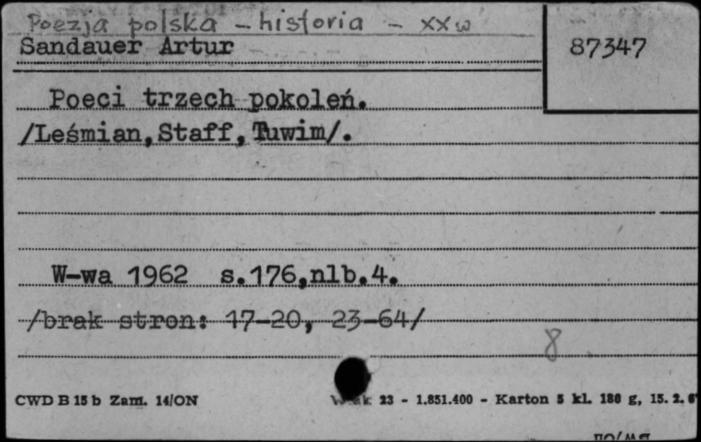 Poezja polska - historia - XXw
Sandauer Artur
87347
Poeci trzech pokoleń.
/Leśmian,Staff,Tuwim/.
W-wa 1962 s.176,nlb.4.
/brak stron: 17-20, 23-64/
8
CWD B 15 b Zam. 14/ON
23 - 1.851.400 - Karton 5 kl. 180 g, 15. 2.